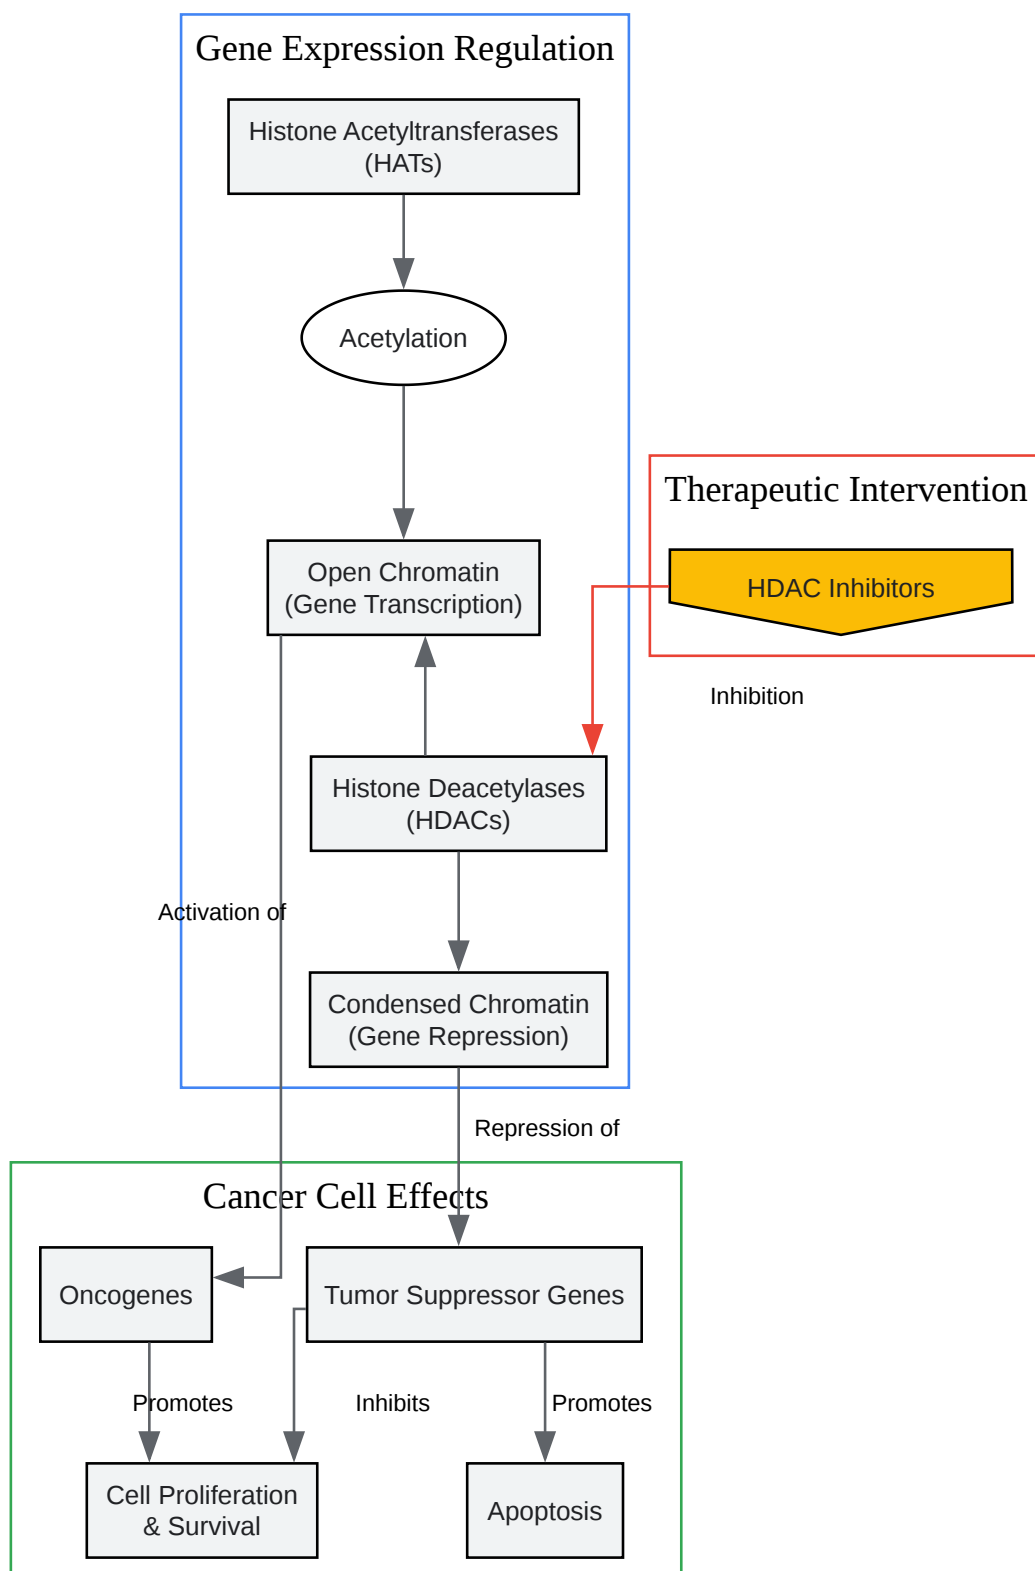 Gene Expression Regulation
Histone Acetyltransferases
(HATs)
Acetylation
Therapeutic Intervention
Open Chromatin
(Gene Transcription)
HDAC Inhibitors
Inhibition
Histone Deacetylases
(HDACs)
Activation of
Condensed Chromatin
(Gene Repression)
Repression of
Cancer Cell Effects
Oncogenes
Tumor Suppressor Genes
Promotes
Inhibits
Promotes
Cell Proliferation
& Survival
Apoptosis